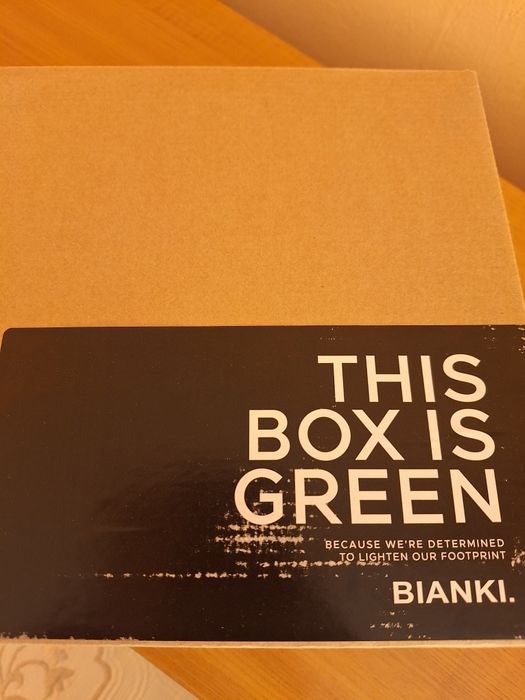 THIS
BOX IS
GREEN
BECAUSE WE'RE DETERMINED
TO LIGHTEN OUR FOOTPRINT
BIANKI.